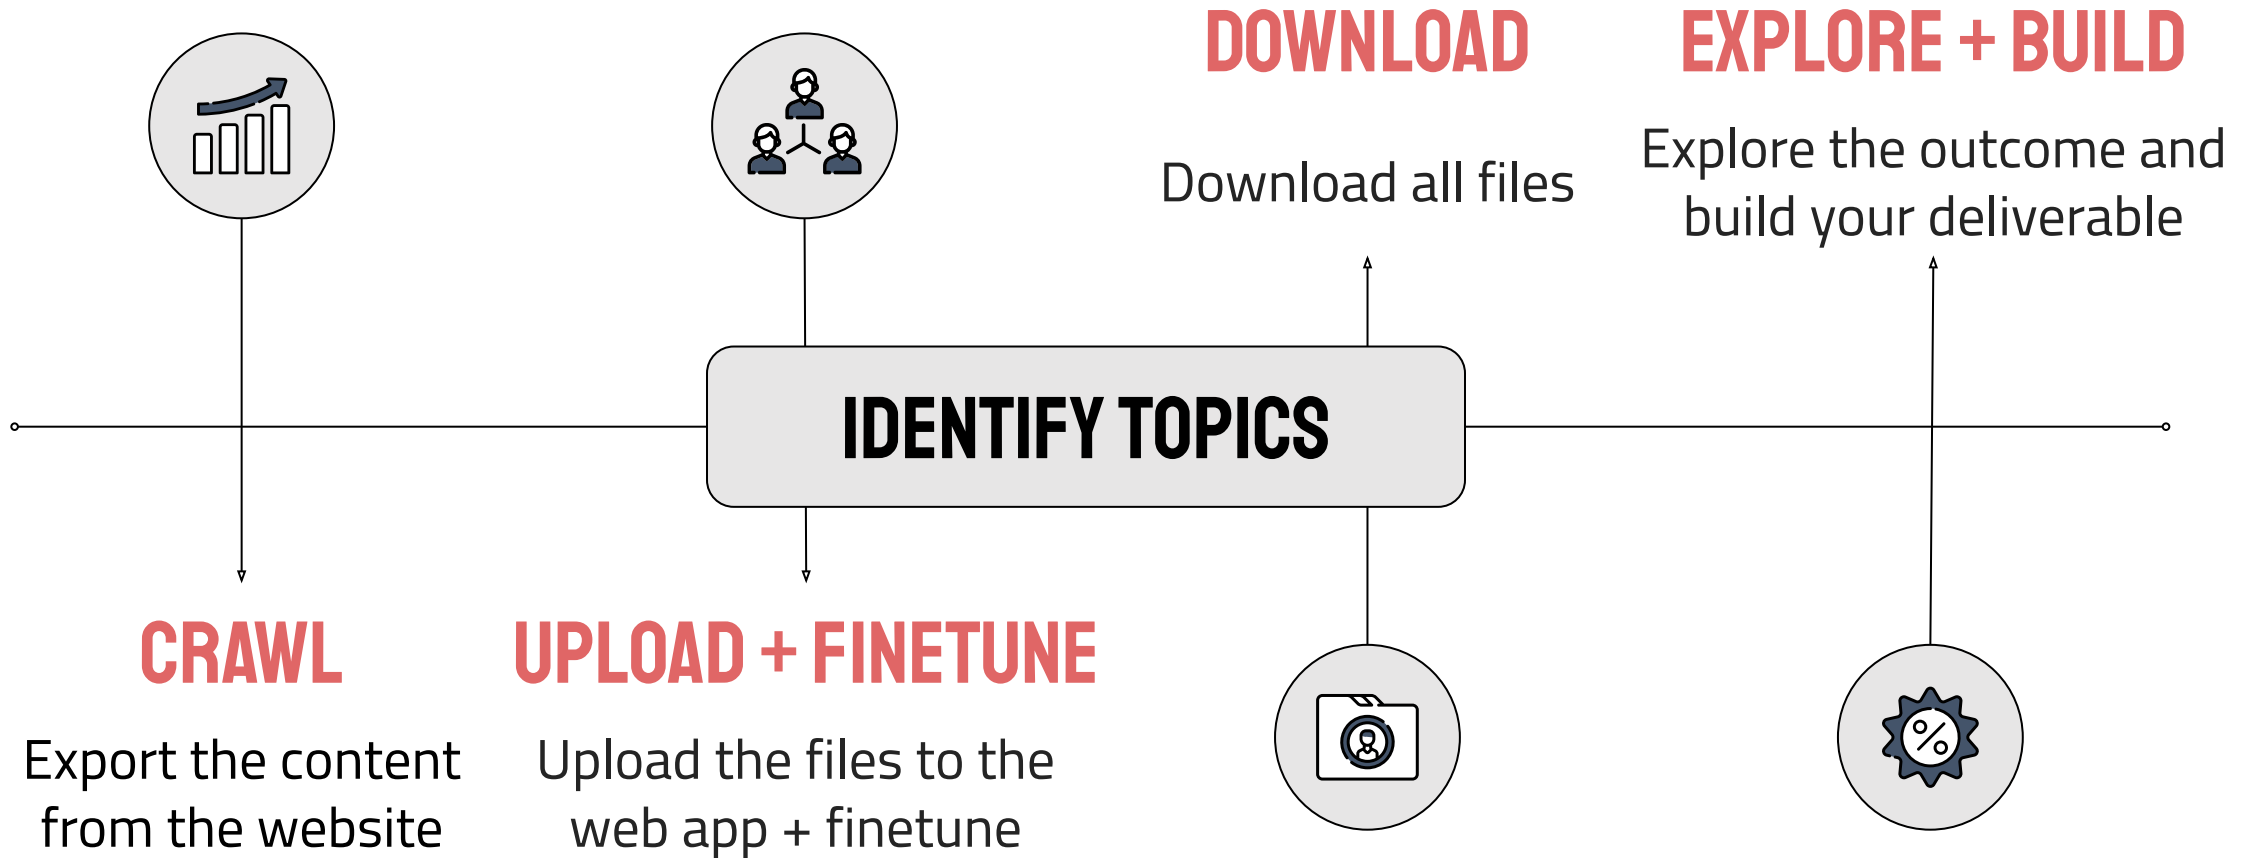 DOWNLOAD
Download all files
EXPLORE + BUILD
Explore the outcome and
build your deliverable
IDENTIFY TOPICS
CRAWL
Export the content
from the website
UPLOAD + FINETUNE
Upload the files to the
web app + finetune
%